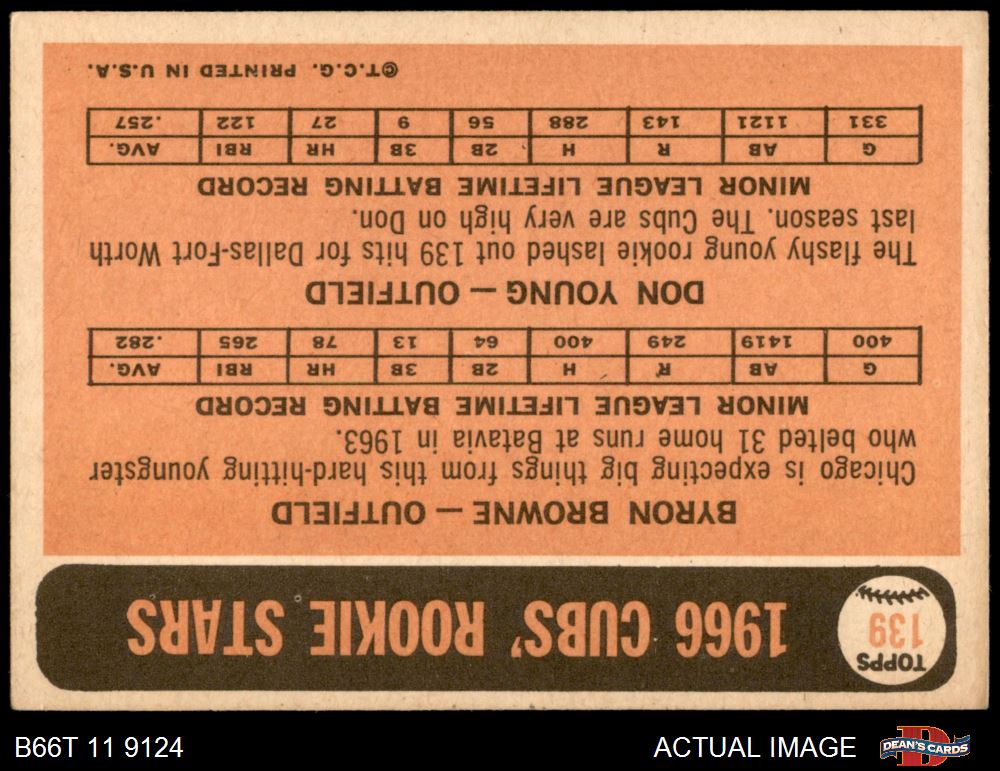 TOPPS
139
1966 CUBS' ROOKIE STARS
BYRON BROWNE — OUTFIELD
Chicago is expecting big things from this hard-hitting youngster
who belted 31 home runs at Batavia in 1963.
MINOR LEAGUE LIFETIME BATTING RECORD
G AB R H 2B 3B HR RBI AVG.
400 1419 249 400 64 13 78 265 .282
DON YOUNG — OUTFIELD
The flashy young rookie lashed out 139 hits for Dallas-Fort Worth
last season. The Cubs are very high on Don.
MINOR LEAGUE LIFETIME BATTING RECORD
G AB R H 2B 3B HR RBI AVG.
331 1121 143 288 56 9 27 122 .257
©T.C.G. PRINTED IN U.S.A.
B66T 11 9124
ACTUAL IMAGE
DEAN'S CARDS